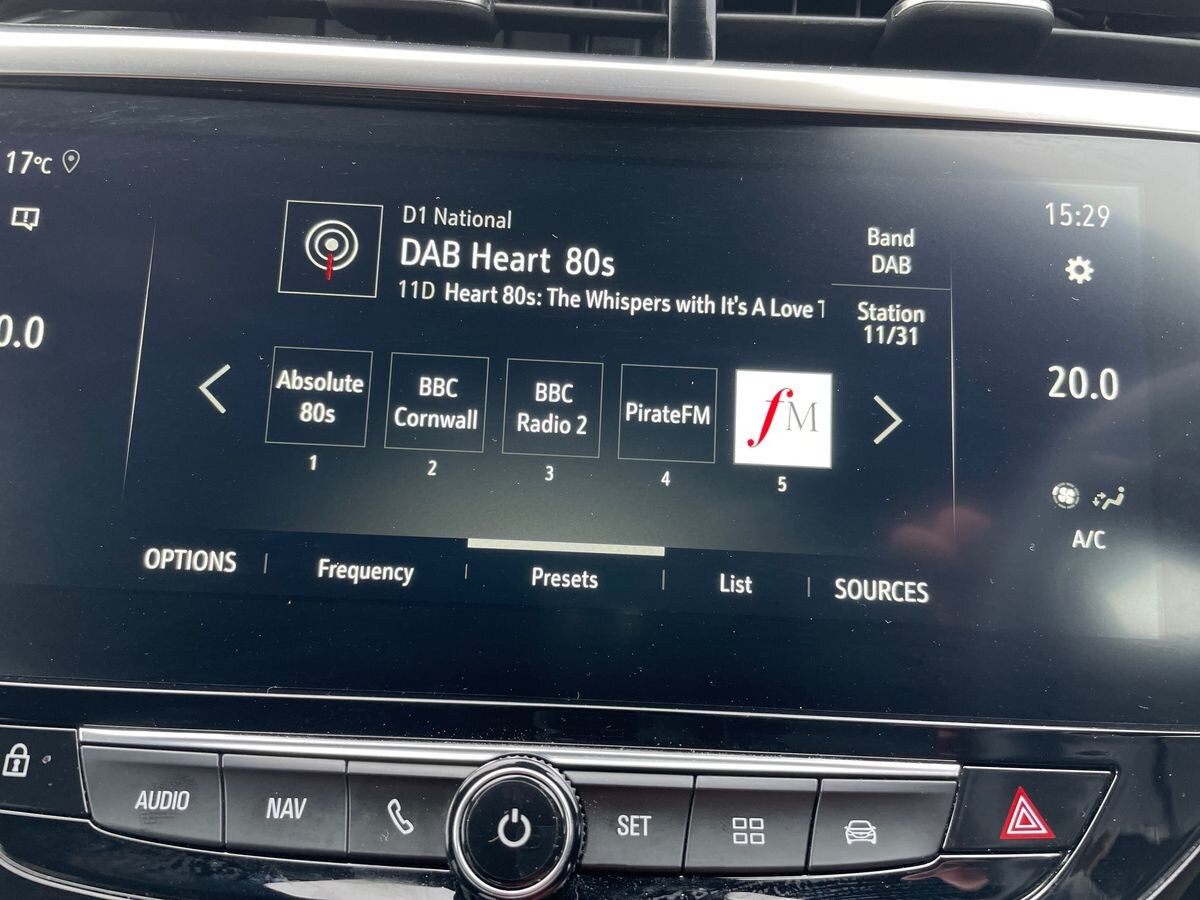 17°C
0.0
D1 National
DAB Heart 80s
11D Heart 80s: The Whispers with It's A Love T
Band
DAB
Station
11/31
15:29
20.0
A/C
Absolute
80s
1
BBC
Cornwall
2
BBC
Radio 2
3
PirateFM
4
fM
5
OPTIONS
Frequency
Presets
List
SOURCES
AUDIO
NAV
SET